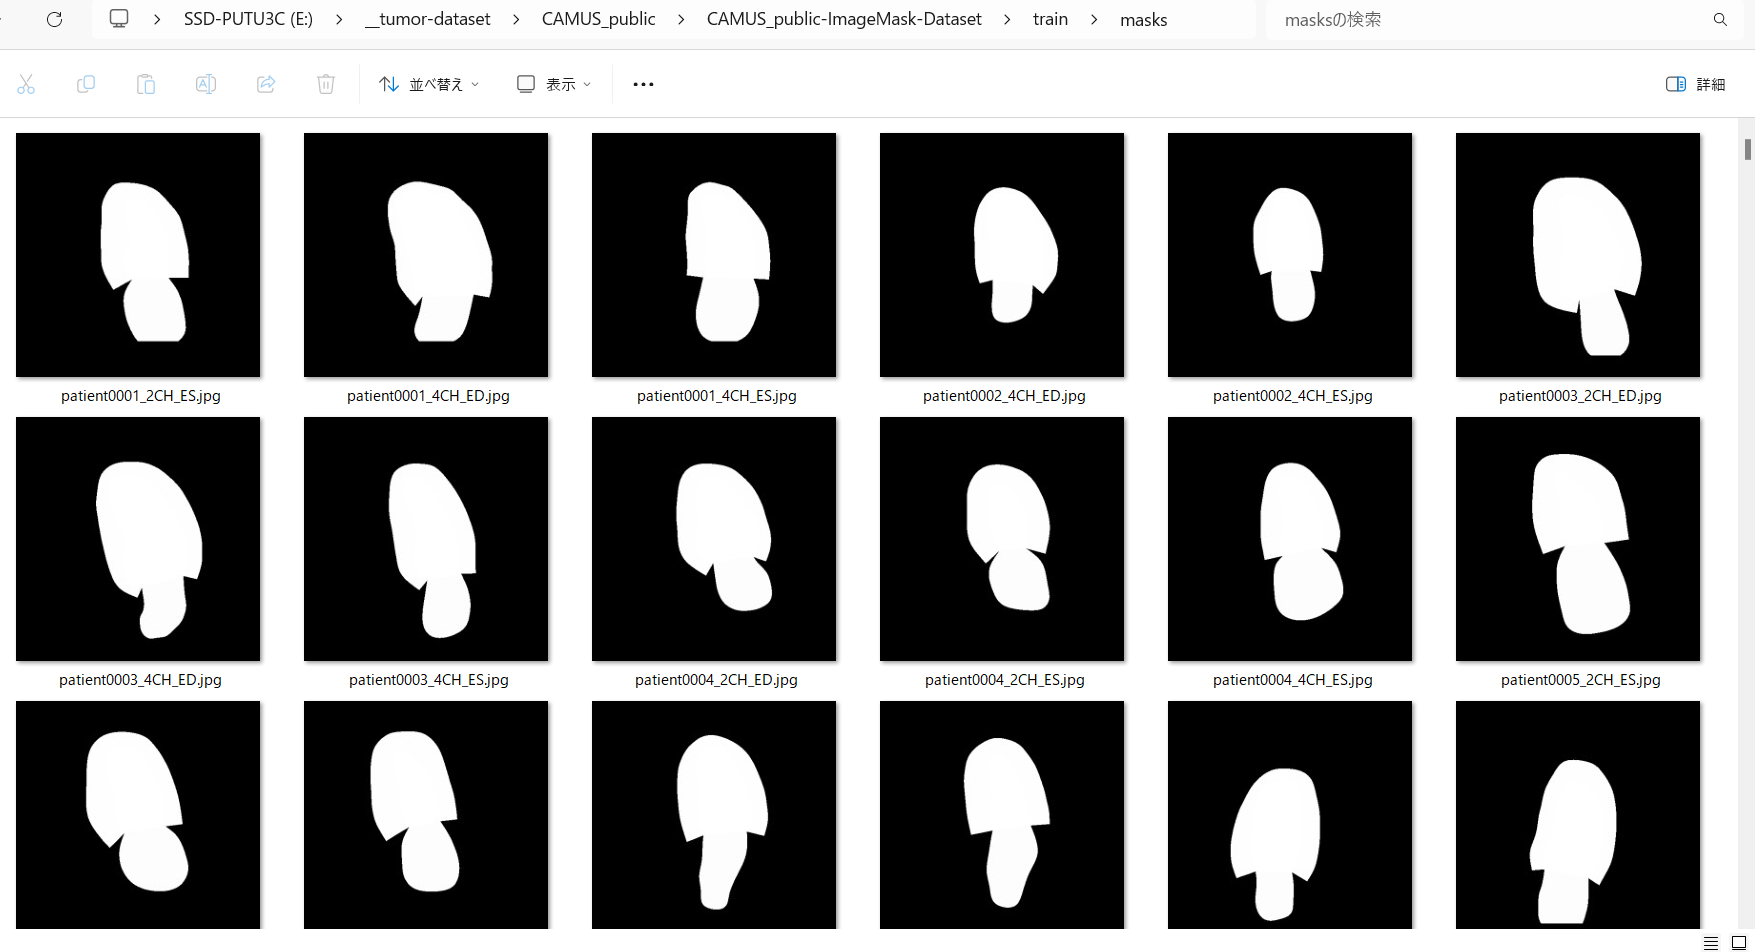 SSD-PUTU3C (E:) > __tumor-dataset > CAMUS_public > CAMUS_public-ImageMask-Dataset > train > masks
masksの検索
並べ替え 表示 ••• 詳細
patient0001_2CH_ES.jpg patient0001_4CH_ED.jpg patient0001_4CH_ES.jpg patient0002_4CH_ED.jpg patient0002_4CH_ES.jpg patient0003_2CH_ED.jpg
patient0003_4CH_ED.jpg patient0003_4CH_ES.jpg patient0004_2CH_ED.jpg patient0004_2CH_ES.jpg patient0004_4CH_ES.jpg patient0005_2CH_ES.jpg